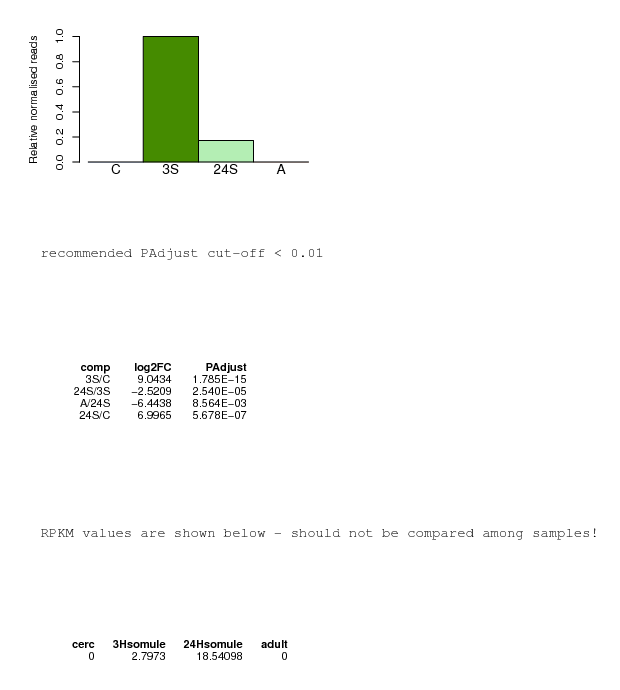 Relative normalised reads
1.0
0.8
0.6
0.4
0.2
0.0
C 3S 24S A
recommended PAdjust cut-off < 0.01
comp log2FC PAdjust
3S/C 9.0434 1.785E−15
24S/3S −2.5209 2.540E−05
A/24S −6.4438 8.564E−03
24S/C 6.9965 5.678E−07
RPKM values are shown below - should not be compared among samples!
cerc 3Hsomule 24Hsomule adult
0 2.7973 18.54098 0